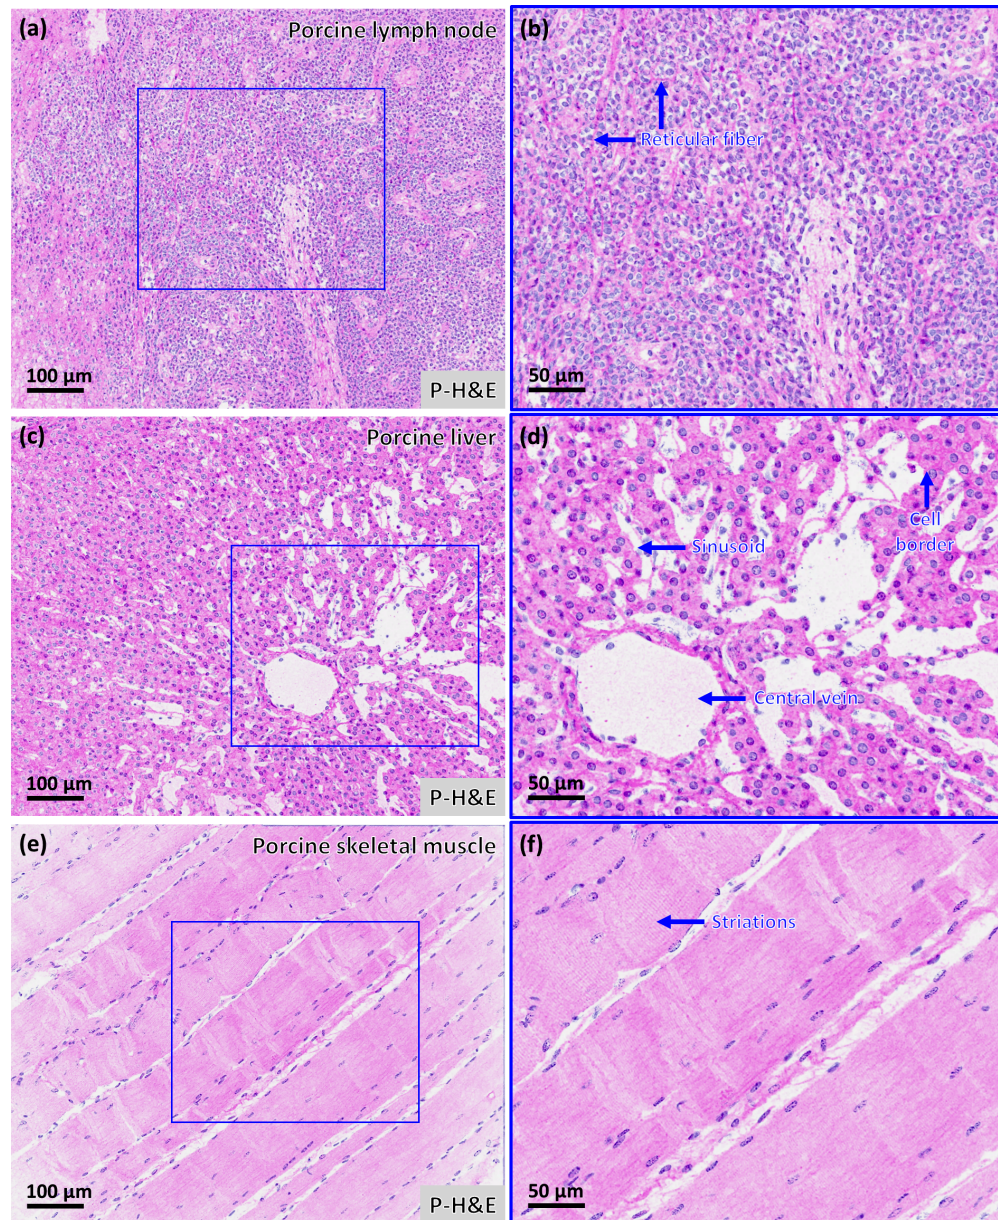 (a)
Porcine lymph node
100 µm
P-H&E
(b)
Reticular fiber
50 µm
(c)
Porcine liver
100 µm
P-H&E
(d)
Cell
border
Sinusoid
Central vein
50 µm
(e)
Porcine skeletal muscle
100 µm
P-H&E
(f)
Striations
50 µm